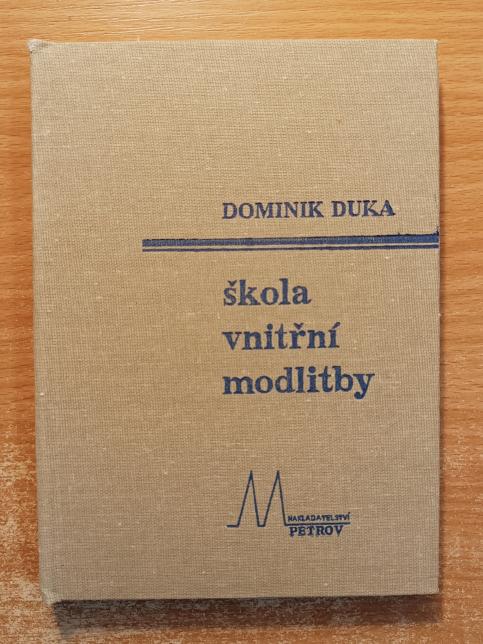 DOMINIK DUKA
škola
vnitřní
modlitby
NAKLADATELSTVÍ
PETROV